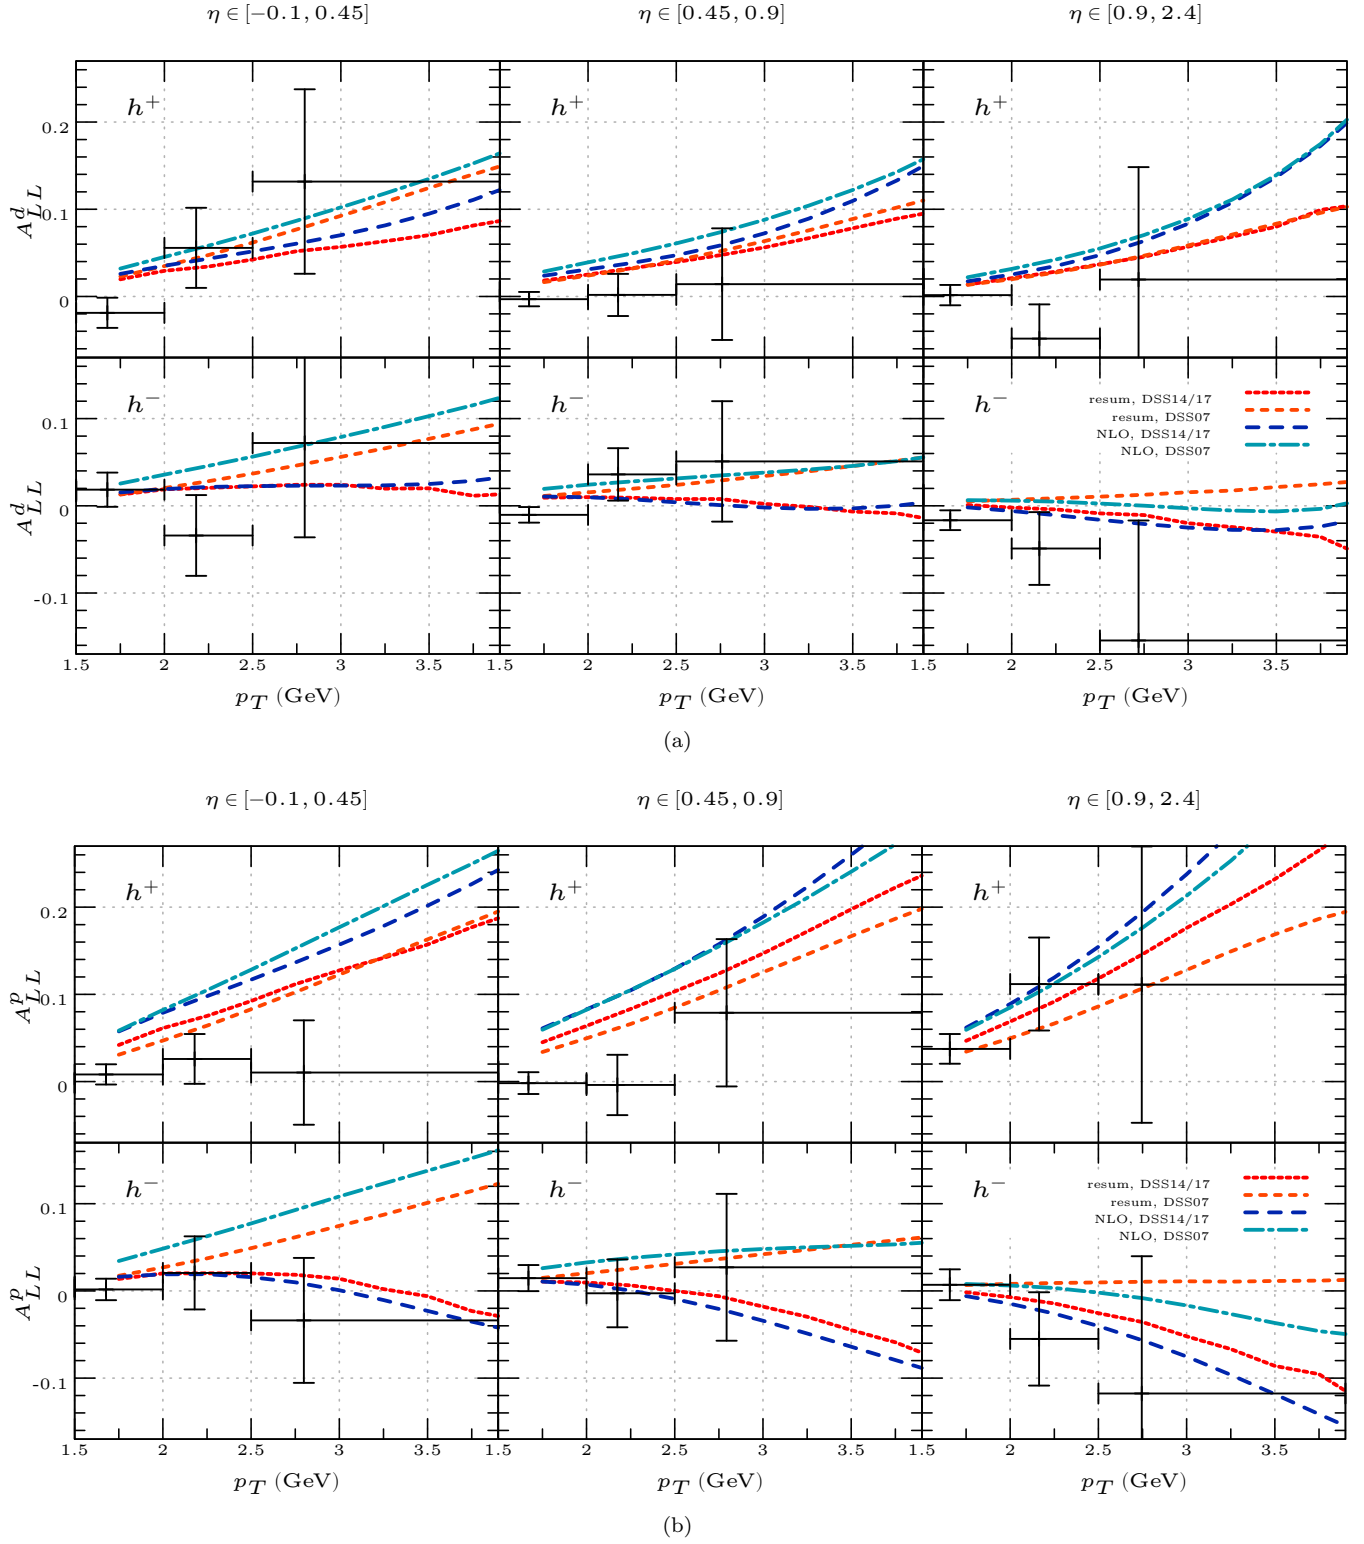 η ∈ [−0.1, 0.45] η ∈ [0.45, 0.9] η ∈ [0.9, 2.4]
h+ h+ h+
0.2
0.1
0
A^d_LL
h− h− h−
resum, DSS14/17
resum, DSS07
NLO, DSS14/17
NLO, DSS07
0.1
0
-0.1
A^d_LL
1.5 2 2.5 3 3.5 1.5 2 2.5 3 3.5 1.5 2 2.5 3 3.5
p_T (GeV) p_T (GeV) p_T (GeV)
(a)
η ∈ [−0.1, 0.45] η ∈ [0.45, 0.9] η ∈ [0.9, 2.4]
h+ h+ h+
0.2
0.1
0
A^p_LL
h− h− h−
resum, DSS14/17
resum, DSS07
NLO, DSS14/17
NLO, DSS07
0.1
0
-0.1
A^p_LL
1.5 2 2.5 3 3.5 1.5 2 2.5 3 3.5 1.5 2 2.5 3 3.5
p_T (GeV) p_T (GeV) p_T (GeV)
(b)